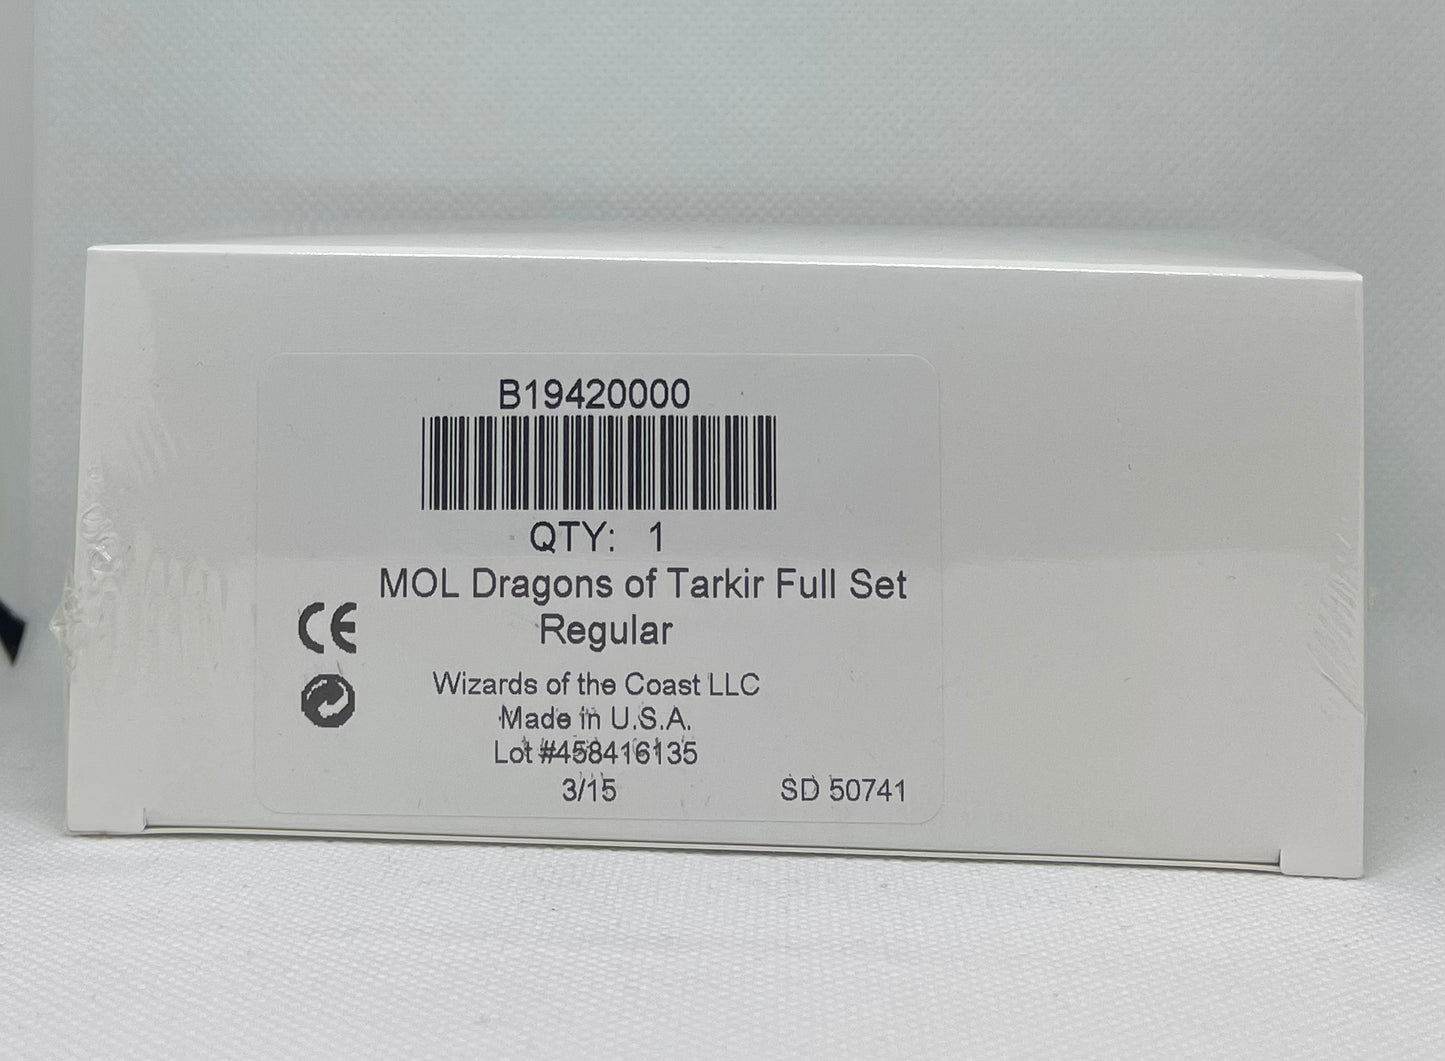 B19420000
QTY: 1
MOL Dragons of Tarkir Full Set
Regular
CE
Wizards of the Coast LLC
Made in U.S.A.
Lot #458416135
3/15
SD 50741